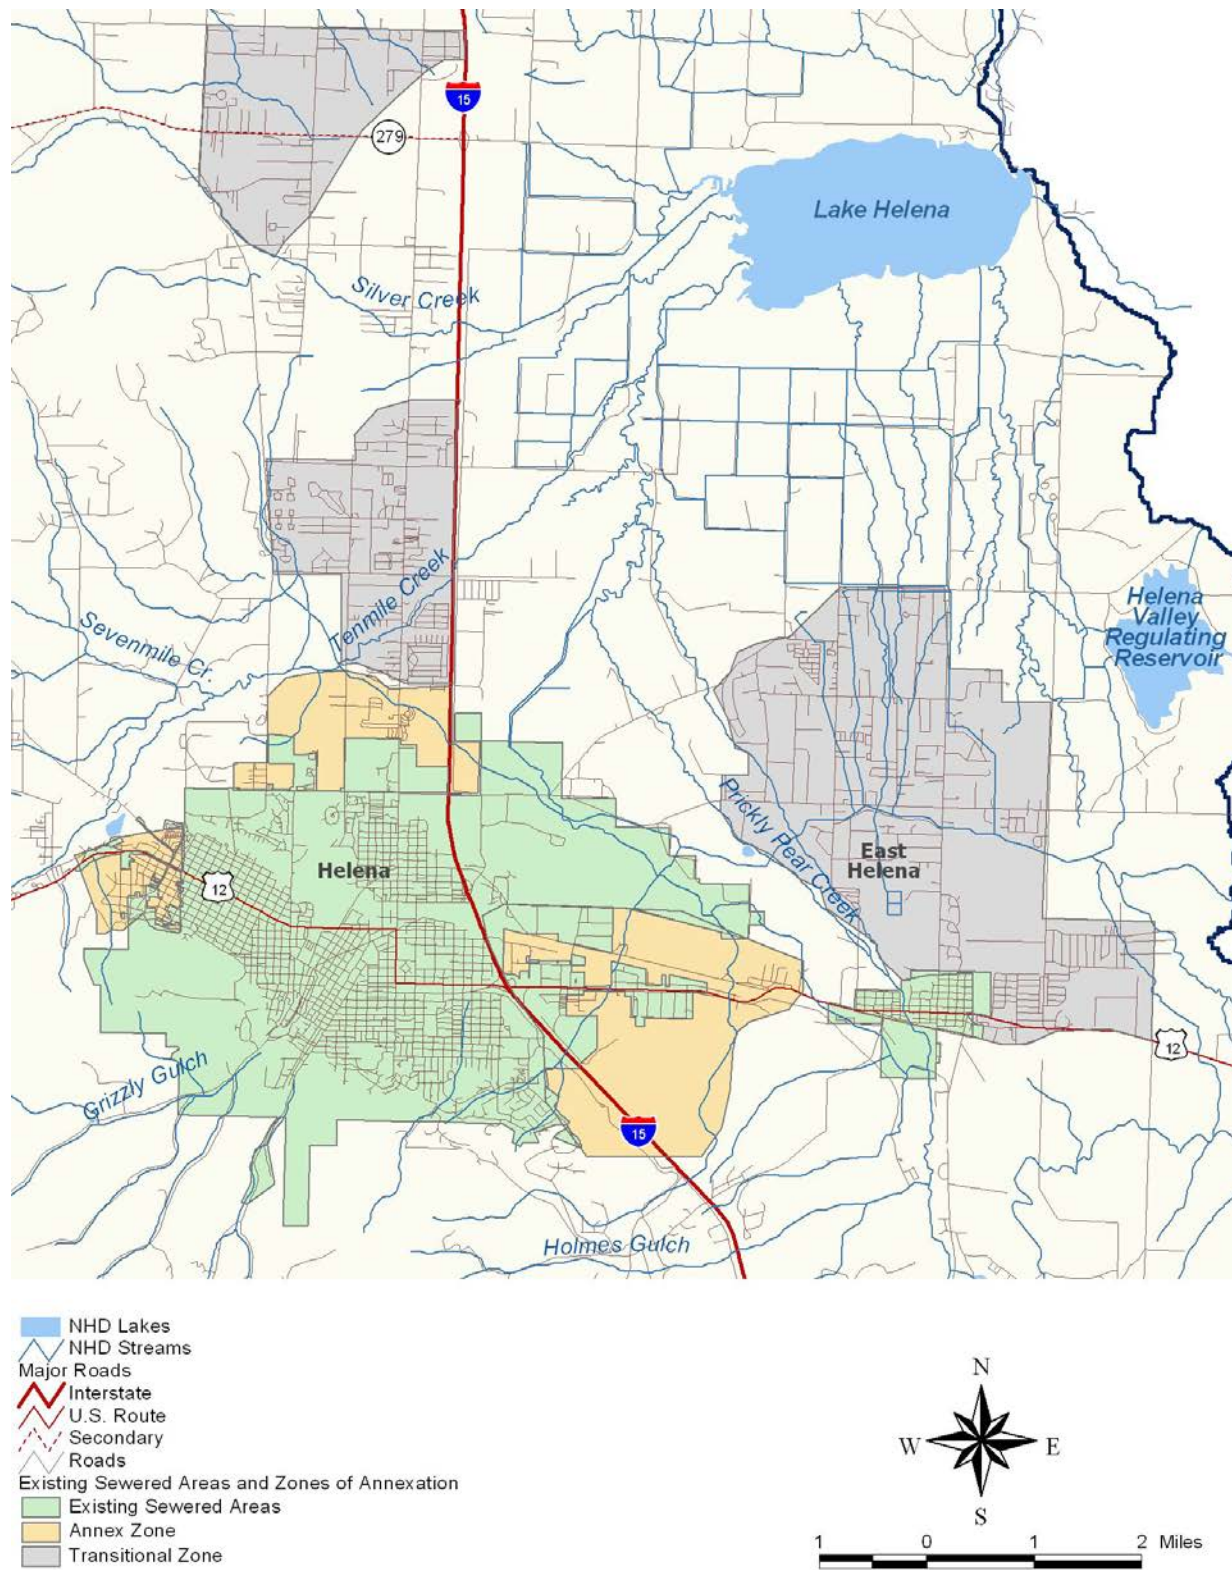 15
279
Lake Helena
Silver Creek
Tenmile Creek
Sevenmile Cr.
Helena
Valley
Regulating
Reservoir
Prickly Pear Creek
East
Helena
Helena
12
12
Grizzly Gulch
15
Holmes Gulch
NHD Lakes
NHD Streams
Major Roads
Interstate
U.S. Route
Secondary
Roads
Existing Sewered Areas and Zones of Annexation
Existing Sewered Areas
Annex Zone
Transitional Zone
N
W E
S
1 0 1 2 Miles